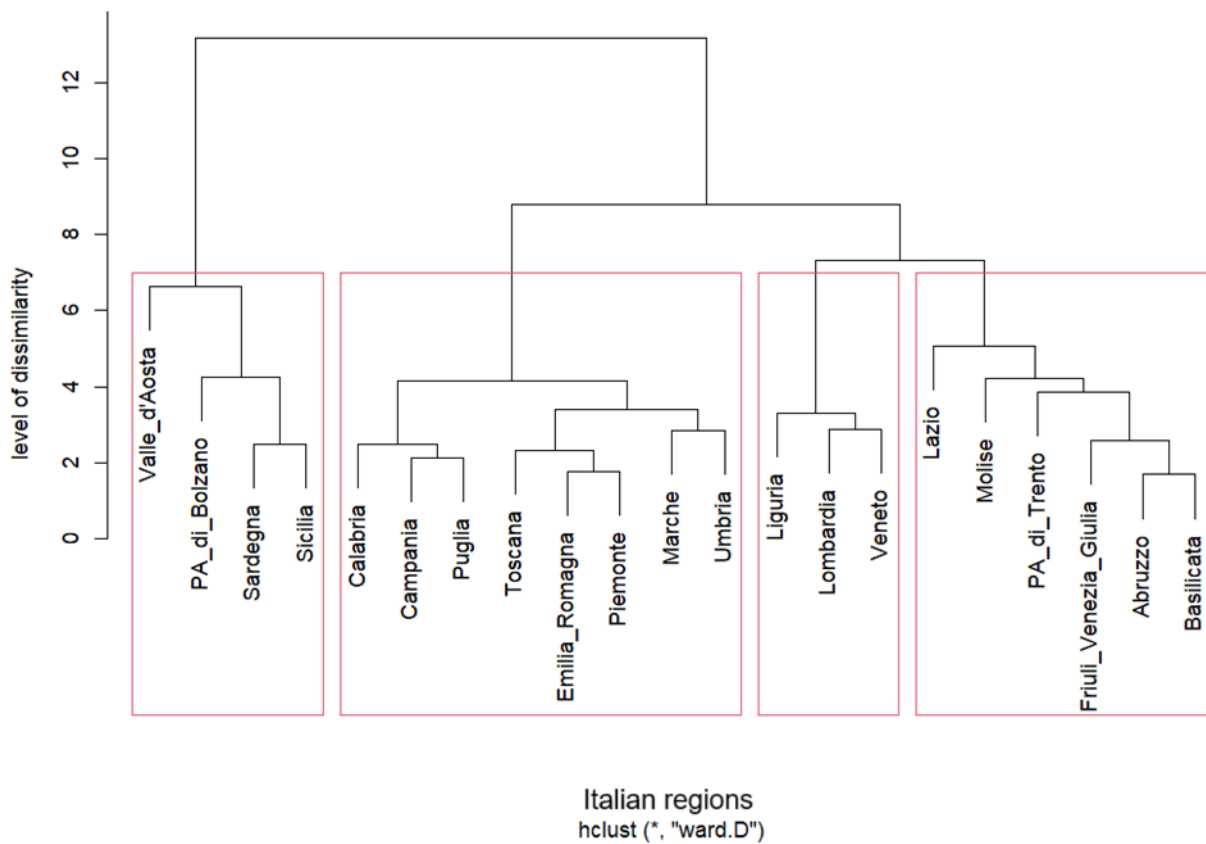 level of dissimilarity
12
10
8
6
4
2
0
Valle_d'Aosta
PA_di_Bolzano
Sardegna
Sicilia
Calabria
Campania
Puglia
Toscana
Emilia_Romagna
Piemonte
Marche
Umbria
Liguria
Lombardia
Veneto
Lazio
Molise
PA_di_Trento
Friuli_Venezia_Giulia
Abruzzo
Basilicata
Italian regions
hclust (*, "ward.D")